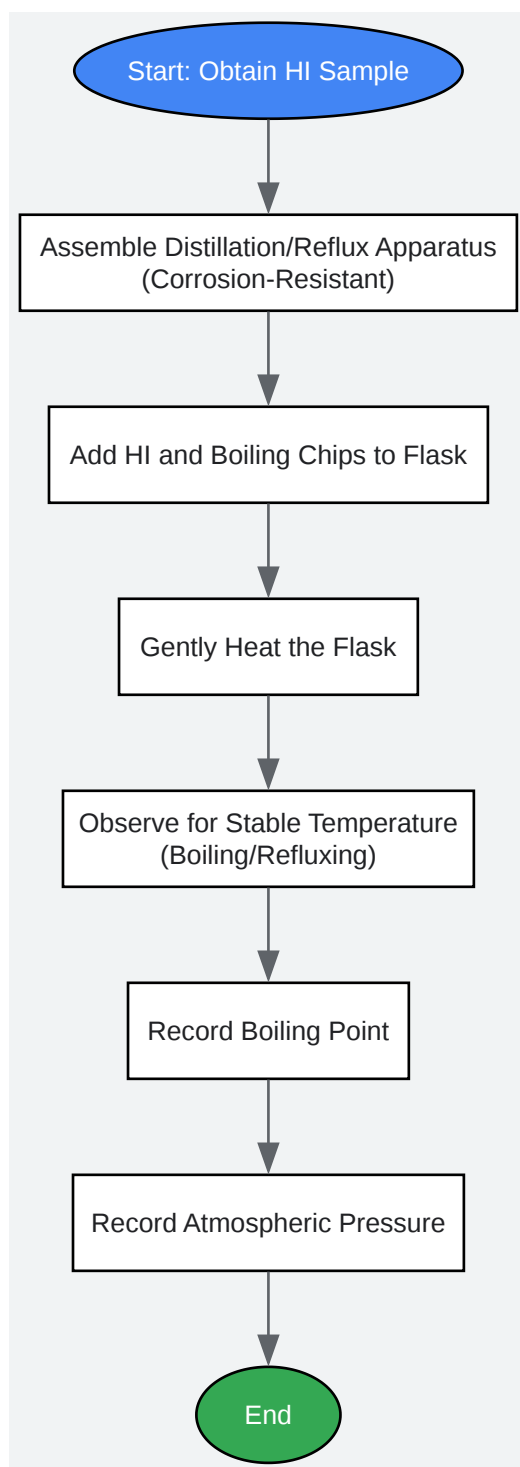 Start: Obtain HI Sample
Assemble Distillation/Reflux Apparatus
(Corrosion-Resistant)
Add HI and Boiling Chips to Flask
Gently Heat the Flask
Observe for Stable Temperature
(Boiling/Refluxing)
Record Boiling Point
Record Atmospheric Pressure
End